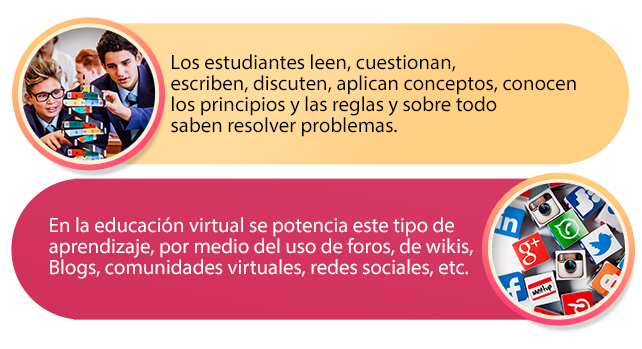 Los estudiantes leen, cuestionan,
escriben, discuten, aplican conceptos, conocen
los principios y las reglas y sobre todo
saben resolver problemas.
En la educación virtual se potencia este tipo de
aprendizaje, por medio del uso de foros, de wikis,
Blogs, comunidades virtuales, redes sociales, etc.
in
g+
f
meetup